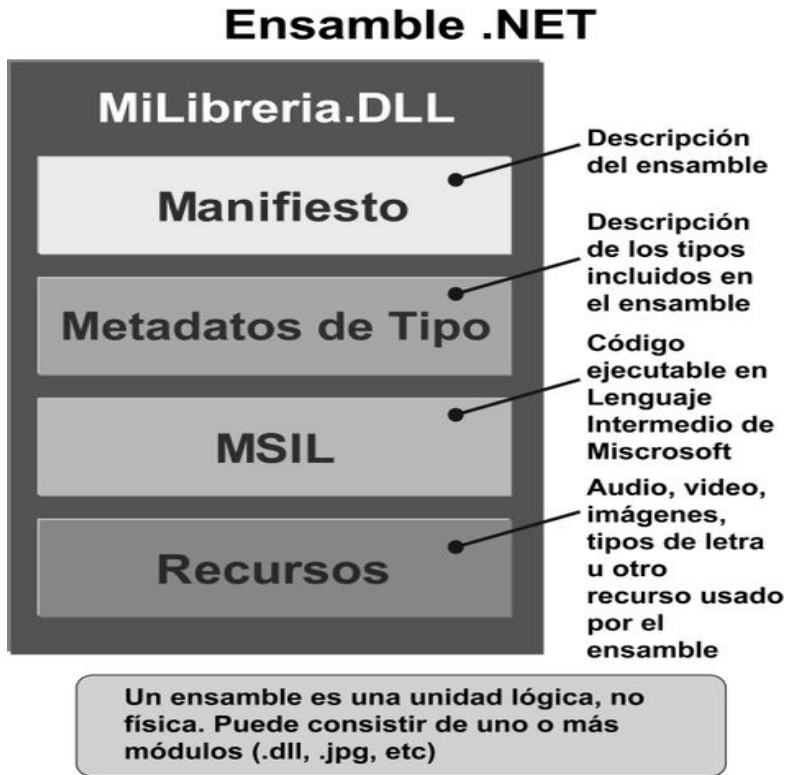 Ensamble .NET
MiLibreria.DLL
Manifiesto
Descripción
del ensamble
Metadatos de Tipo
Descripción
de los tipos
incluidos en
el ensamble
MSIL
Código
ejecutable en
Lenguaje
Intermedio de
Miscrosoft
Recursos
Audio, video,
imágenes,
tipos de letra
u otro
recurso usado
por el
ensamble
Un ensamble es una unidad lógica, no
física. Puede consistir de uno o más
módulos (.dll, .jpg, etc)